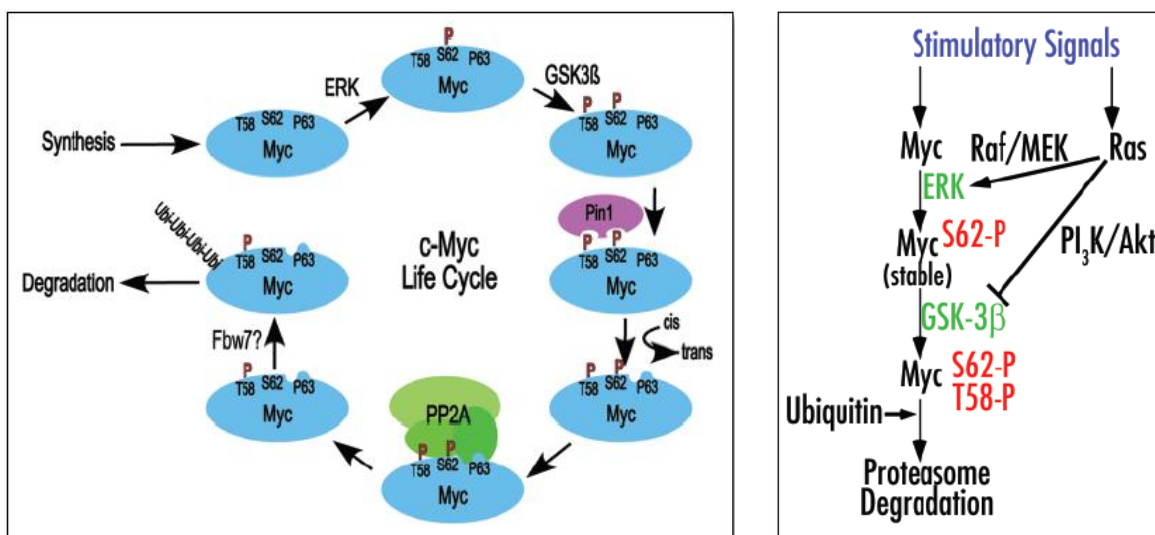 P
T58 S62 P63
Myc
ERK
GSK3ß
P P
T58 S62 P63
Myc
Synthesis
T58 S62 P63
Myc
Pin1
P P
T58 S62 P63
Myc
c-Myc
Life Cycle
Ubi-Ubi-Ubi-Ubi
P
T58 S62 P63
Myc
Degradation
Fbw7?
cis
trans
P
T58 S62 P63
Myc
PP2A
P P
T58 S62 P63
Myc
P P
T58 S62 P63
Myc
Stimulatory Signals
Myc
Raf/MEK
Ras
ERK
Myc S62-P
(stable)
PI3K/Akt
GSK-3β
Myc S62-P
T58-P
Ubiquitin
Proteasome
Degradation